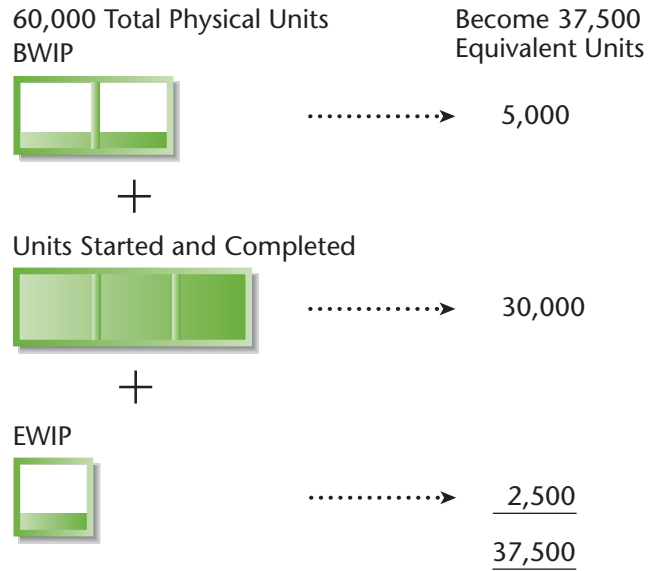 60,000 Total Physical Units
BWIP
Become 37,500
Equivalent Units
5,000
+
Units Started and Completed
30,000
+
EWIP
2,500
37,500